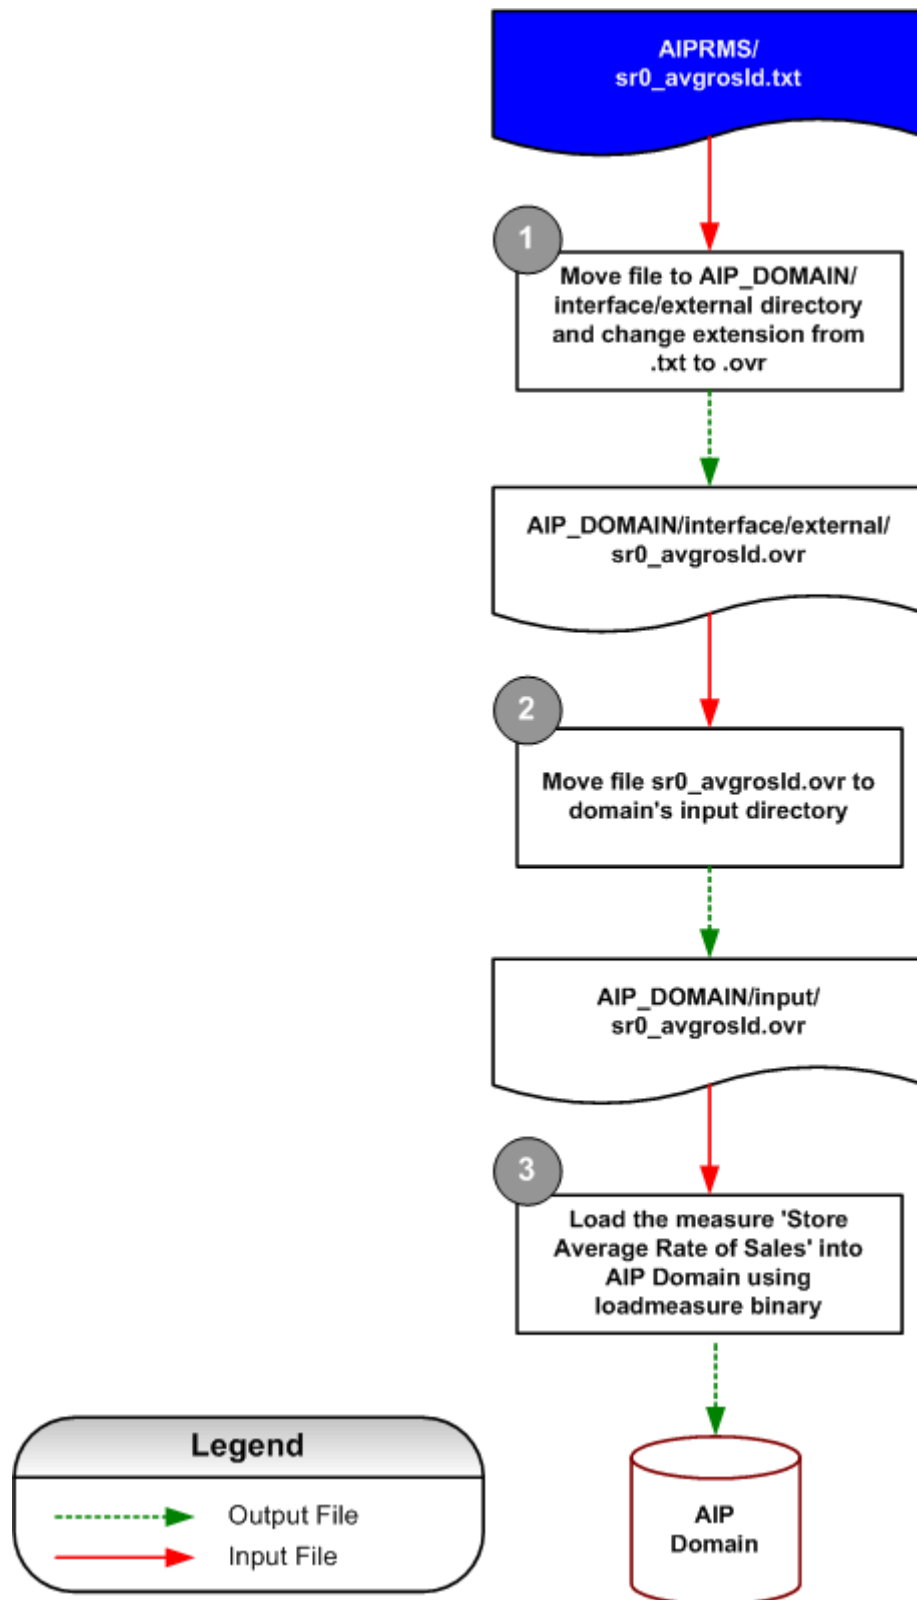 AIPRMS/
sr0_avgrosld.txt
1
Move file to AIP_DOMAIN/
interface/external directory
and change extension from
.txt to .ovr
AIP_DOMAIN/interface/external/
sr0_avgrosld.ovr
2
Move file sr0_avgrosld.ovr to
domain's input directory
AIP_DOMAIN/input/
sr0_avgrosld.ovr
3
Load the measure 'Store
Average Rate of Sales' into
AIP Domain using
loadmeasure binary
Legend
Output File
Input File
AIP
Domain